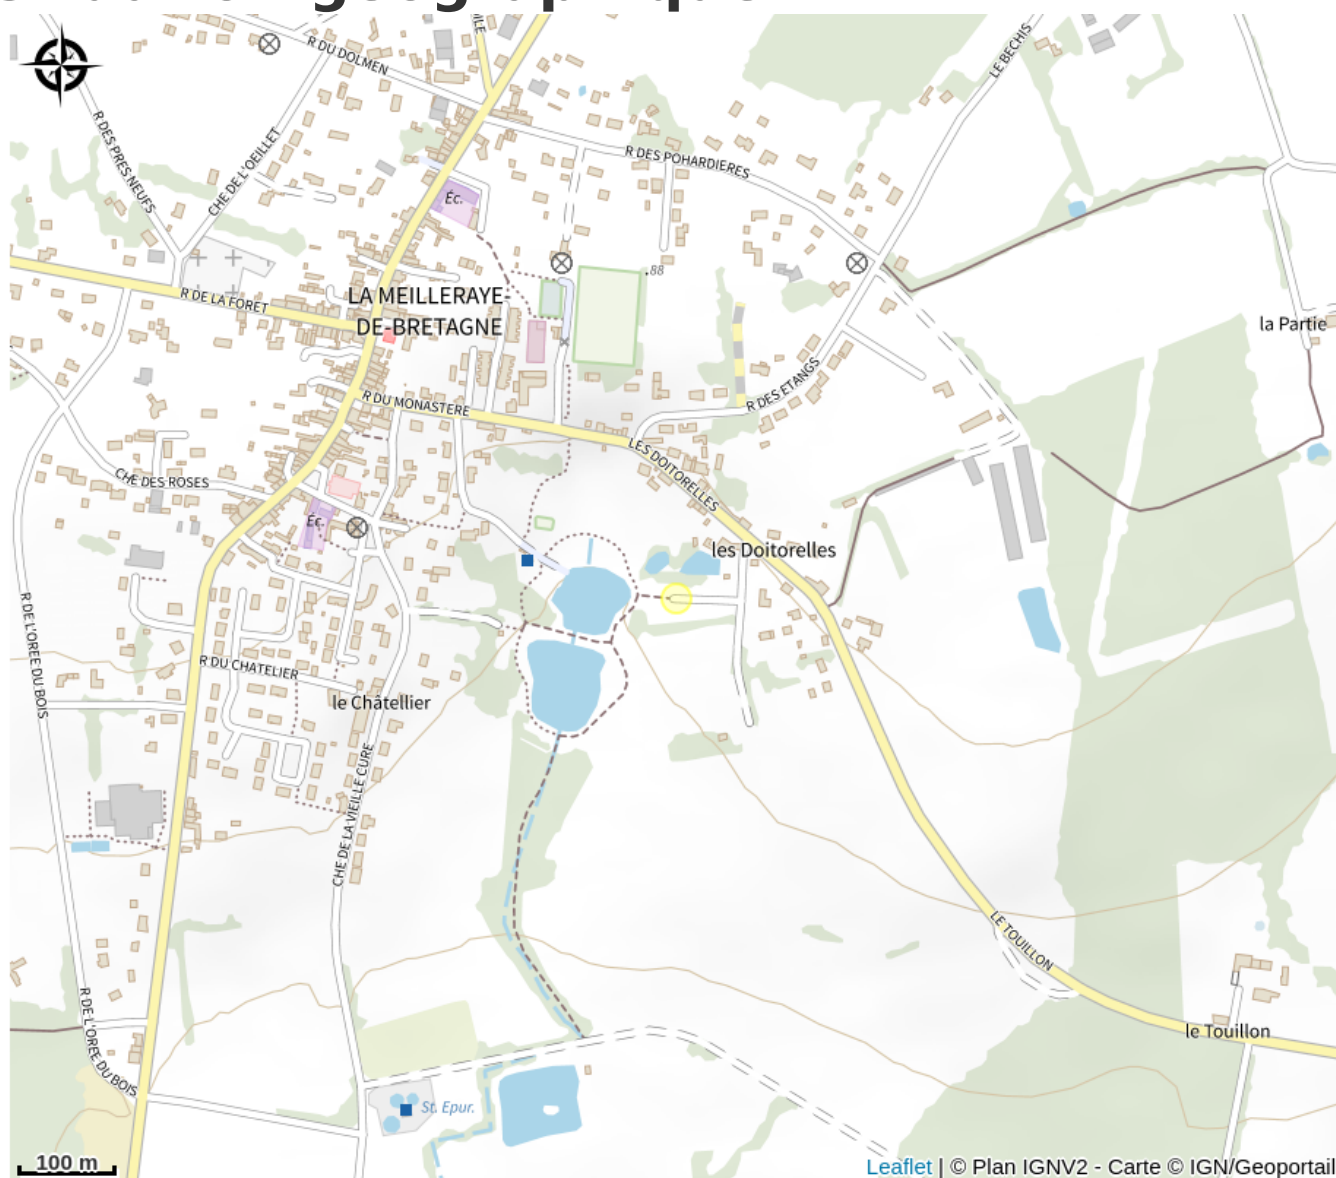 R DU DOLMEN
LE BECHIS
R DES PRES NEUFS
CHE DE L'OEILLET
R DES POHARDIERES
Éc.
88
LA MEILLERAYE-
DE-BRETAGNE
R DE LA FORET
la Partie
R DU MONASTERE
R DES ETANGS
LES DOITORELLES
CHE DES ROSES
Éc.
les Doitorelles
R DE L'OREE DU BOIS
R DU CHATELIER
le Châtellier
CHE DE LA VIEILLE CURE
LE TOUILLON
R DE L'OREE DU BOIS
le Touillon
St. Epur.
100 m
Leaflet | © Plan IGNV2 - Carte © IGN/Geoportail